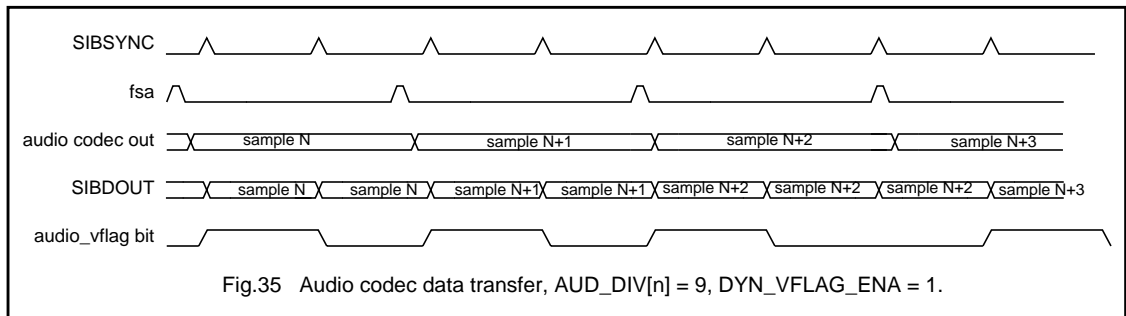 SIBSYNC
fsa
audio codec out sample N sample N+1 sample N+2 sample N+3
SIBDOUT sample N sample N sample N+1 sample N+1 sample N+2 sample N+2 sample N+2 sample N+3
audio_vflag bit
Fig.35 Audio codec data transfer, AUD_DIV[n] = 9, DYN_VFLAG_ENA = 1.